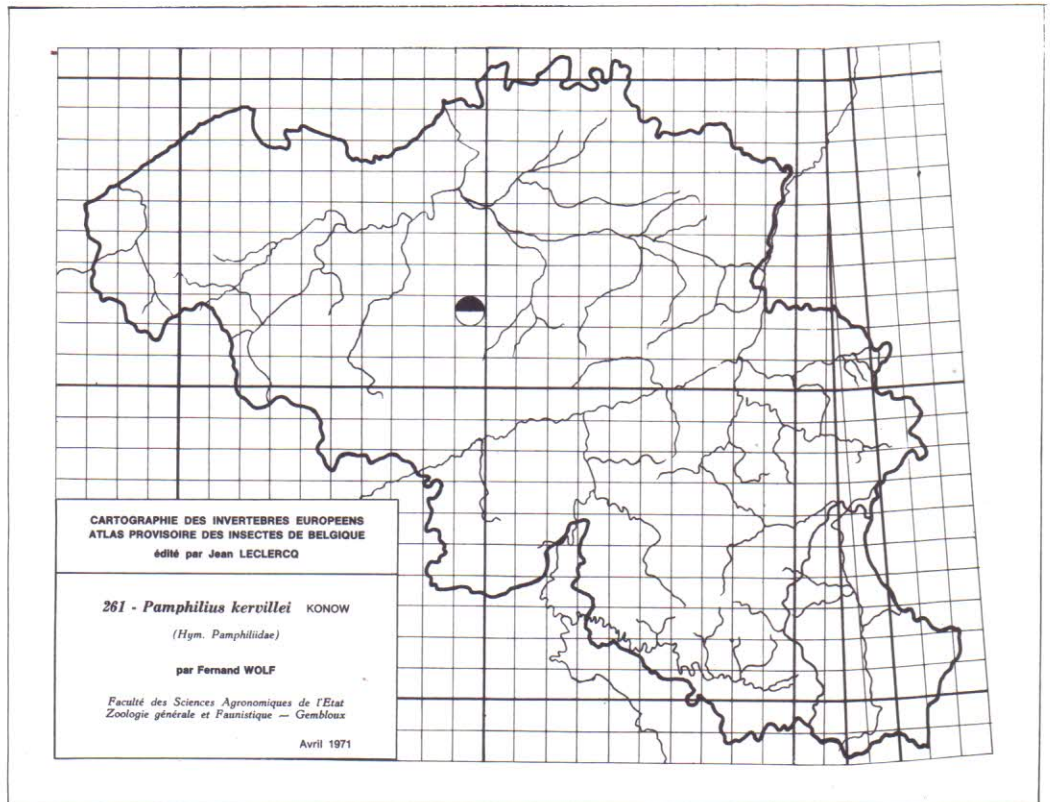 CARTOGRAPHIE DES INVERTEBRES EUROPEENS
ATLAS PROVISOIRE DES INSECTES DE BELGIQUE
édité par Jean LECLERCQ
261 - Pamphilius kervillei KONOW
(Hym. Pamphiliidae)
par Fernand WOLF
Faculté des Sciences Agronomiques de l'Etat
Zoologie générale et Faunistique — Gembloux
Avril 1971